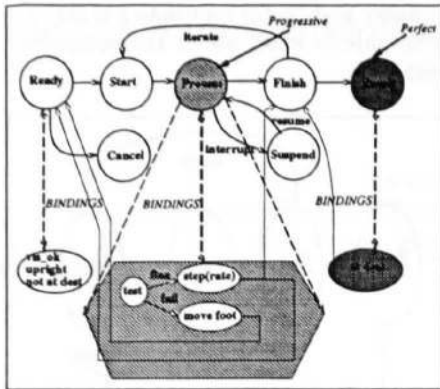 Progressive
Perfect
iterate
Ready
Start
Process
Finish
resume
Cancel
interrupt
Suspend
BINDINGS
BINDINGS
BINDINGS
upright
not at dest
test
fail
step(rate)
move foot